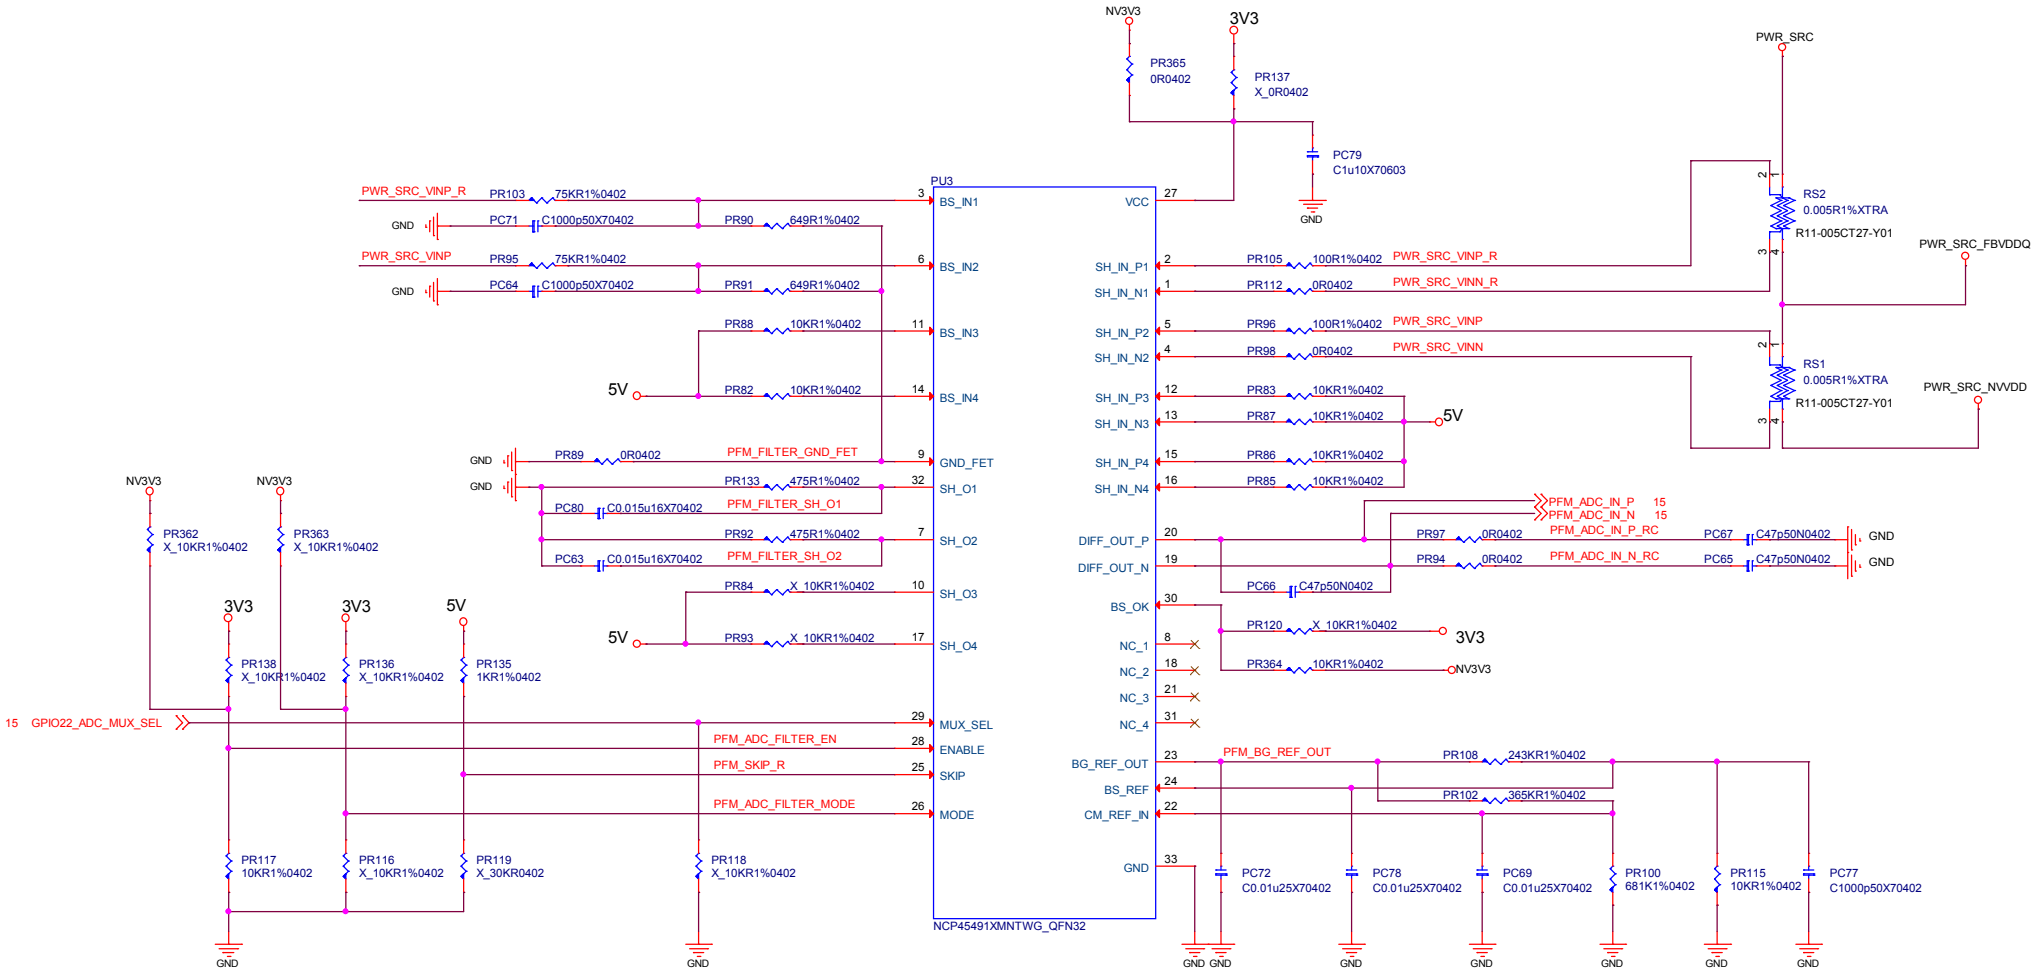 NV3V3
3V3
PR365
0R0402
PR137
X_0R0402
PC79
C1u10X70603
GND
PWR_SRC
RS2
0.005R1%XTRA
R11-005CT27-Y01
2
1
3
4
PWR_SRC_FBVDDQ
RS1
0.005R1%XTRA
R11-005CT27-Y01
2
1
3
4
PWR_SRC_NVVDD
PU3
PWR_SRC_VINP_R PR103 75KR1%0402 3 BS_IN1
GND PC71 C1000p50X70402 PR90 649R1%0402
PWR_SRC_VINP PR95 75KR1%0402 6 BS_IN2
GND PC64 C1000p50X70402 PR91 649R1%0402
PR88 10KR1%0402 11 BS_IN3
5V PR82 10KR1%0402 14 BS_IN4
GND PR89 0R0402 PFM_FILTER_GND_FET 9 GND_FET
GND PR133 475R1%0402 32 SH_O1
PC80 C0.015u16X70402 PFM_FILTER_SH_O1
PR92 475R1%0402 7 SH_O2
PC63 C0.015u16X70402 PFM_FILTER_SH_O2
PR84 X_10KR1%0402 10 SH_O3
5V PR93 X_10KR1%0402 17 SH_O4
NV3V3
NV3V3
PR362
X_10KR1%0402
PR363
X_10KR1%0402
3V3
3V3
5V
PR138
X_10KR1%0402
PR136
X_10KR1%0402
PR135
1KR1%0402
15 GPIO22_ADC_MUX_SEL 29 MUX_SEL
PFM_ADC_FILTER_EN 28 ENABLE
PFM_SKIP_R 25 SKIP
PFM_ADC_FILTER_MODE 26 MODE
PR117
10KR1%0402
PR116
X_10KR1%0402
PR119
X_30KR0402
PR118
X_10KR1%0402
GND
GND
NCP45491XMNTWG_QFN32
VCC 27
SH_IN_P1 2 PR105 100R1%0402 PWR_SRC_VINP_R
SH_IN_N1 1 PR112 0R0402 PWR_SRC_VINN_R
SH_IN_P2 5 PR96 100R1%0402 PWR_SRC_VINP
SH_IN_N2 4 PR98 0R0402 PWR_SRC_VINN
SH_IN_P3 12 PR83 10KR1%0402
SH_IN_N3 13 PR87 10KR1%0402 5V
SH_IN_P4 15 PR86 10KR1%0402
SH_IN_N4 16 PR85 10KR1%0402
PFM_ADC_IN_P 15
PFM_ADC_IN_N 15
DIFF_OUT_P 20 PR97 0R0402 PFM_ADC_IN_P_RC PC67 C47p50N0402 GND
DIFF_OUT_N 19 PR94 0R0402 PFM_ADC_IN_N_RC PC65 C47p50N0402 GND
PC66 C47p50N0402
BS_OK 30
PR120 X_10KR1%0402 3V3
NC_1 8
NC_2 18 PR364 10KR1%0402 NV3V3
NC_3 21
NC_4 31
BG_REF_OUT 23 PFM_BG_REF_OUT PR108 243KR1%0402
BS_REF 24
PR102 365KR1%0402
CM_REF_IN 22
GND 33
PC72
C0.01u25X70402
PC78
C0.01u25X70402
PC69
C0.01u25X70402
PR100
681K1%0402
PR115
10KR1%0402
PC77
C1000p50X70402
GND GND GND GND GND GND GND